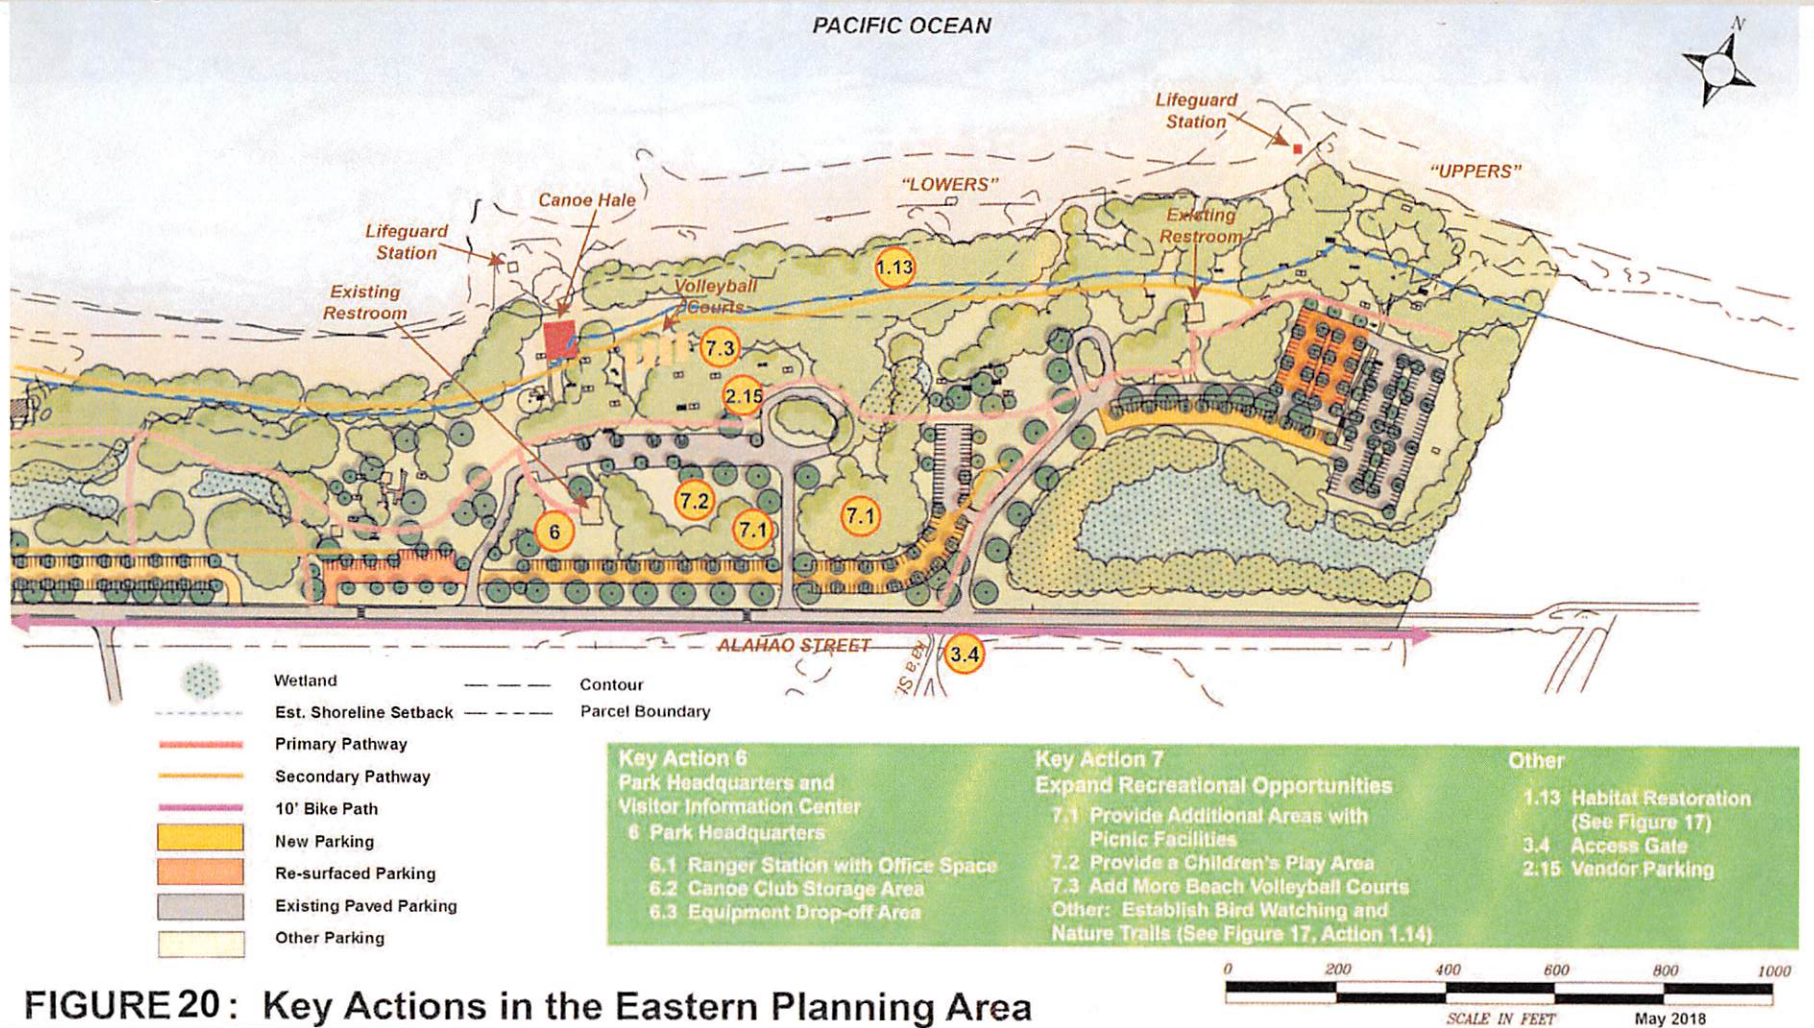 PACIFIC OCEAN
N
Lifeguard
Station
"UPPERS"
"LOWERS"
Canoe Hale
Existing
Restroom
Lifeguard
Station
1.13
Volleyball
Courts
Existing
Restroom
7.3
2.15
7.2
7.1
7.1
6
ALAHAO STREET
3.4
Ka'a St.
Wetland
Est. Shoreline Setback
Primary Pathway
Secondary Pathway
10' Bike Path
New Parking
Re-surfaced Parking
Existing Paved Parking
Other Parking
Contour
Parcel Boundary
Key Action 6
Park Headquarters and
Visitor Information Center
6 Park Headquarters
6.1 Ranger Station with Office Space
6.2 Canoe Club Storage Area
6.3 Equipment Drop-off Area
Key Action 7
Expand Recreational Opportunities
7.1 Provide Additional Areas with
Picnic Facilities
7.2 Provide a Children's Play Area
7.3 Add More Beach Volleyball Courts
Other: Establish Bird Watching and
Nature Trails (See Figure 17, Action 1.14)
Other
1.13 Habitat Restoration
(See Figure 17)
3.4 Access Gate
2.15 Vendor Parking
0 200 400 600 800 1000
SCALE IN FEET
May 2018
FIGURE 20: Key Actions in the Eastern Planning Area